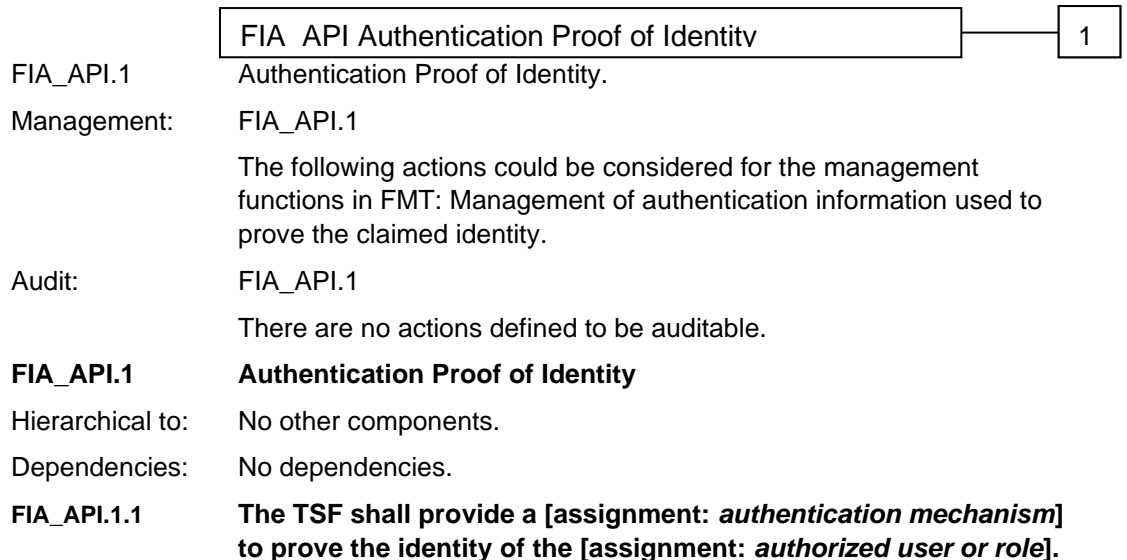 FIA_API Authentication Proof of Identity 1
FIA_API.1 Authentication Proof of Identity.
Management: FIA_API.1
The following actions could be considered for the management
functions in FMT: Management of authentication information used to
prove the claimed identity.
Audit: FIA_API.1
There are no actions defined to be auditable.
FIA_API.1 Authentication Proof of Identity
Hierarchical to: No other components.
Dependencies: No dependencies.
FIA_API.1.1 The TSF shall provide a [assignment: authentication mechanism]
to prove the identity of the [assignment: authorized user or role].